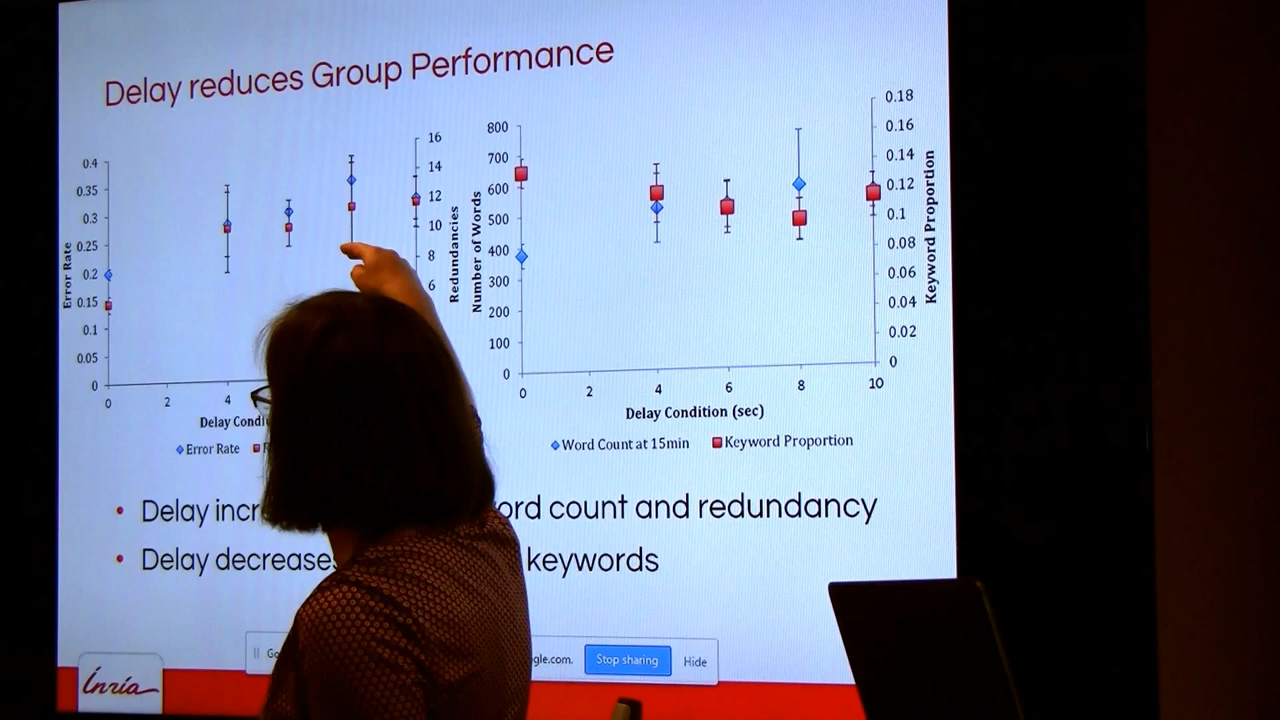 Delay reduces Group Performance
0.4
0.35
0.3
0.25
0.2
0.15
0.1
0.05
0
Error Rate
0 2 4
Delay
Error Rate
16
14
12
10
8
6
Redundancies
800
700
600
500
400
300
200
100
0
Number of Words
0 2 4 6 8 10
Delay Condition (sec)
Word Count at 15min Keyword Proportion
0.18
0.16
0.14
0.12
0.1
0.08
0.06
0.04
0.02
0
Keyword Proportion
• Delay count and redundancy
• Delay decreases keywords
Stop sharing Hide
Inria